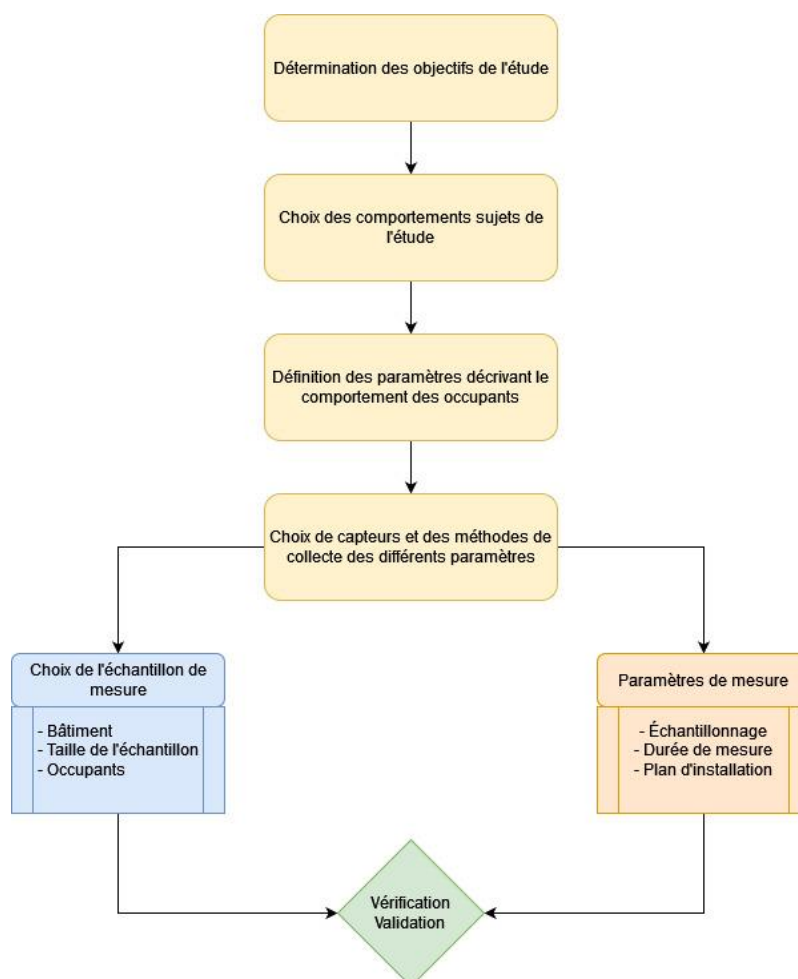 Détermination des objectifs de l'étude
Choix des comportements sujets de
l'étude
Définition des paramètres décrivant le
comportement des occupants
Choix de capteurs et des méthodes de
collecte des différents paramètres
Choix de l'échantillon de
mesure
- Bâtiment
- Taille de l'échantillon
- Occupants
Paramètres de mesure
- Échantillonnage
- Durée de mesure
- Plan d'installation
Vérification
Validation